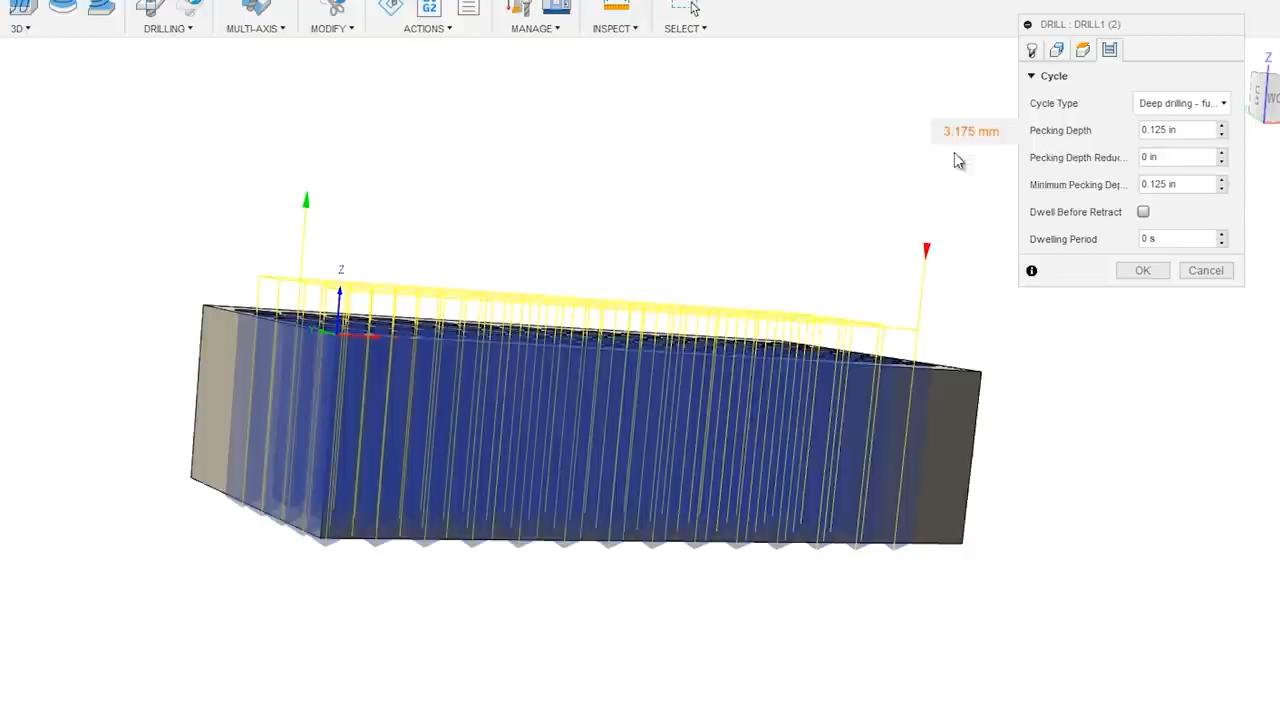 3D ▾
DRILLING ▾
MULTI-AXIS ▾
MODIFY ▾
ACTIONS ▾
MANAGE ▾
INSPECT ▾
SELECT ▾
G1
G2
DRILL : DRILL1 (2)
Cycle
Cycle Type
Deep drilling - fu...
Pecking Depth
0.125 in
3.175 mm
Pecking Depth Reduc...
0 in
Minimum Pecking Dep...
0.125 in
Dwell Before Retract
Dwelling Period
0 s
OK
Cancel
Z
Z